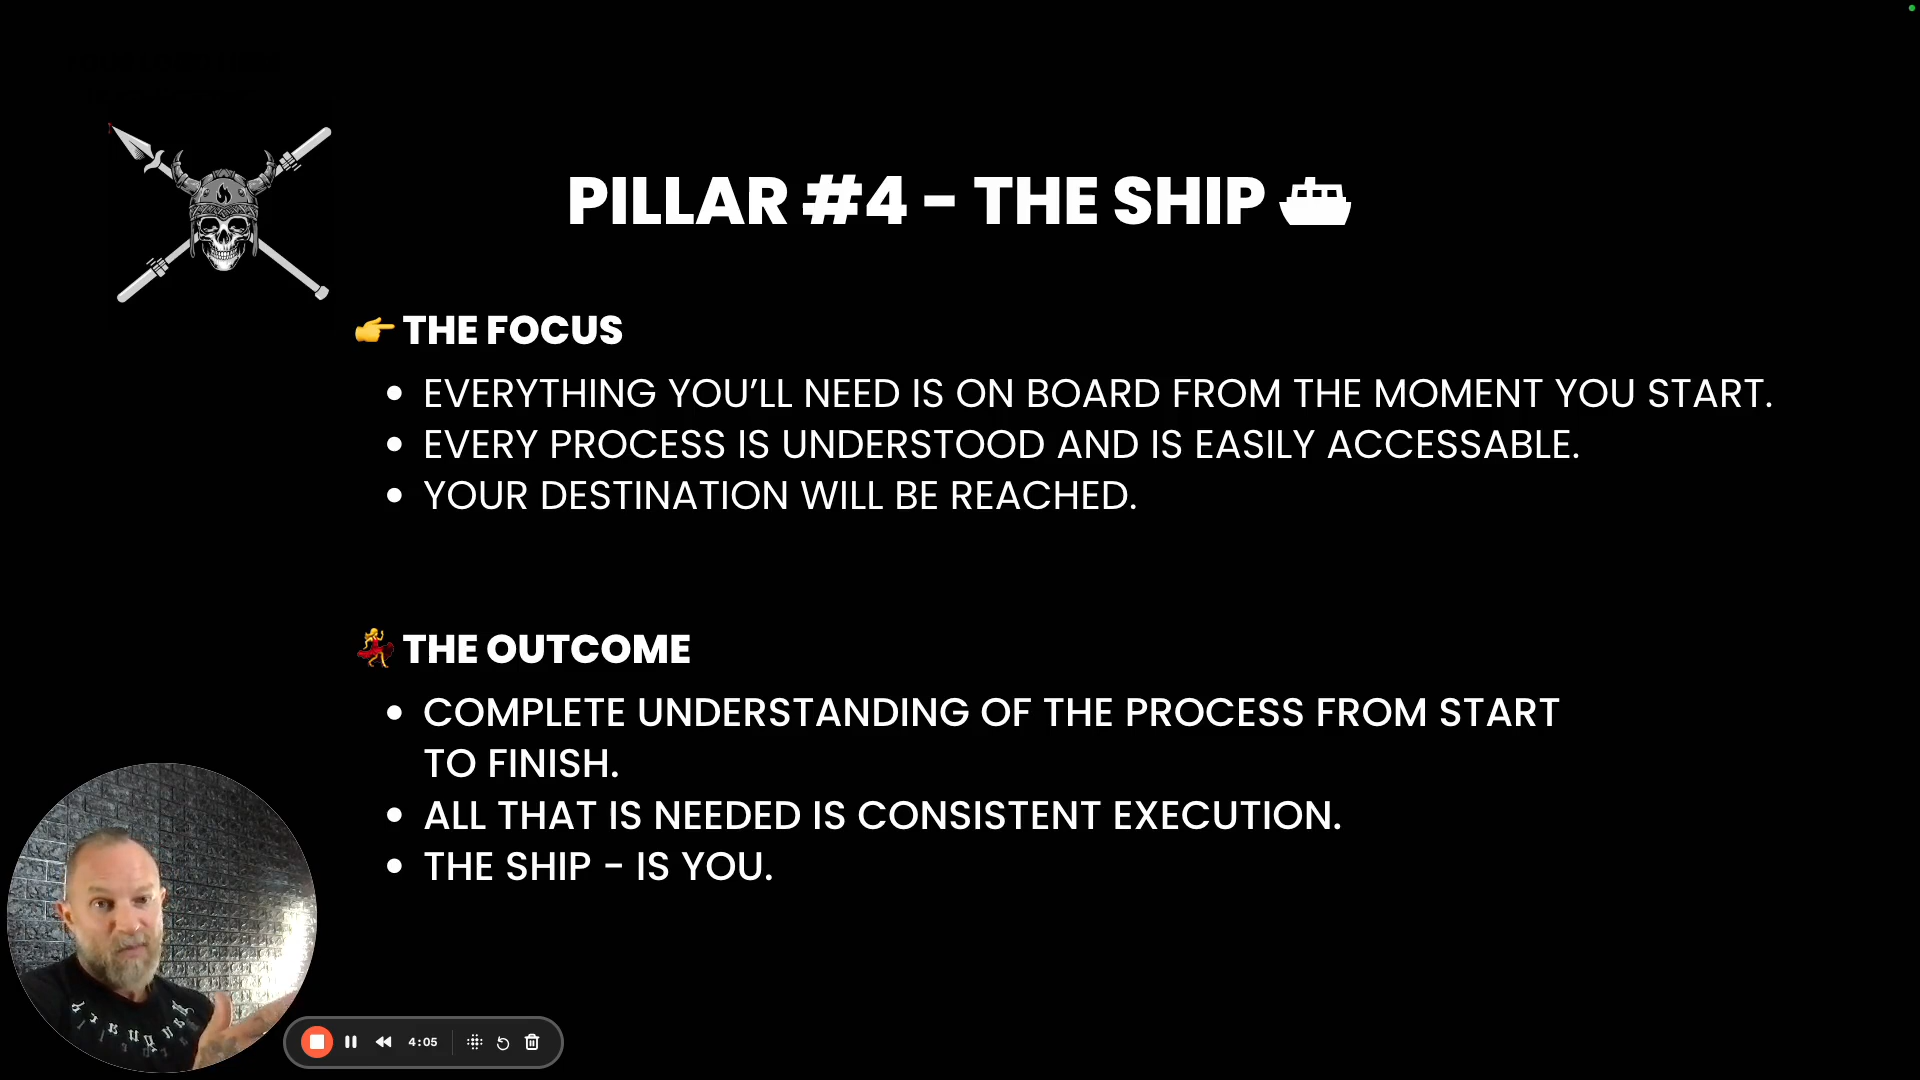 PILLAR #4 - THE SHIP
THE FOCUS
EVERYTHING YOU’LL NEED IS ON BOARD FROM THE MOMENT YOU START.
EVERY PROCESS IS UNDERSTOOD AND IS EASILY ACCESSABLE.
YOUR DESTINATION WILL BE REACHED.
THE OUTCOME
COMPLETE UNDERSTANDING OF THE PROCESS FROM START
TO FINISH.
ALL THAT IS NEEDED IS CONSISTENT EXECUTION.
THE SHIP - IS YOU.
4:05